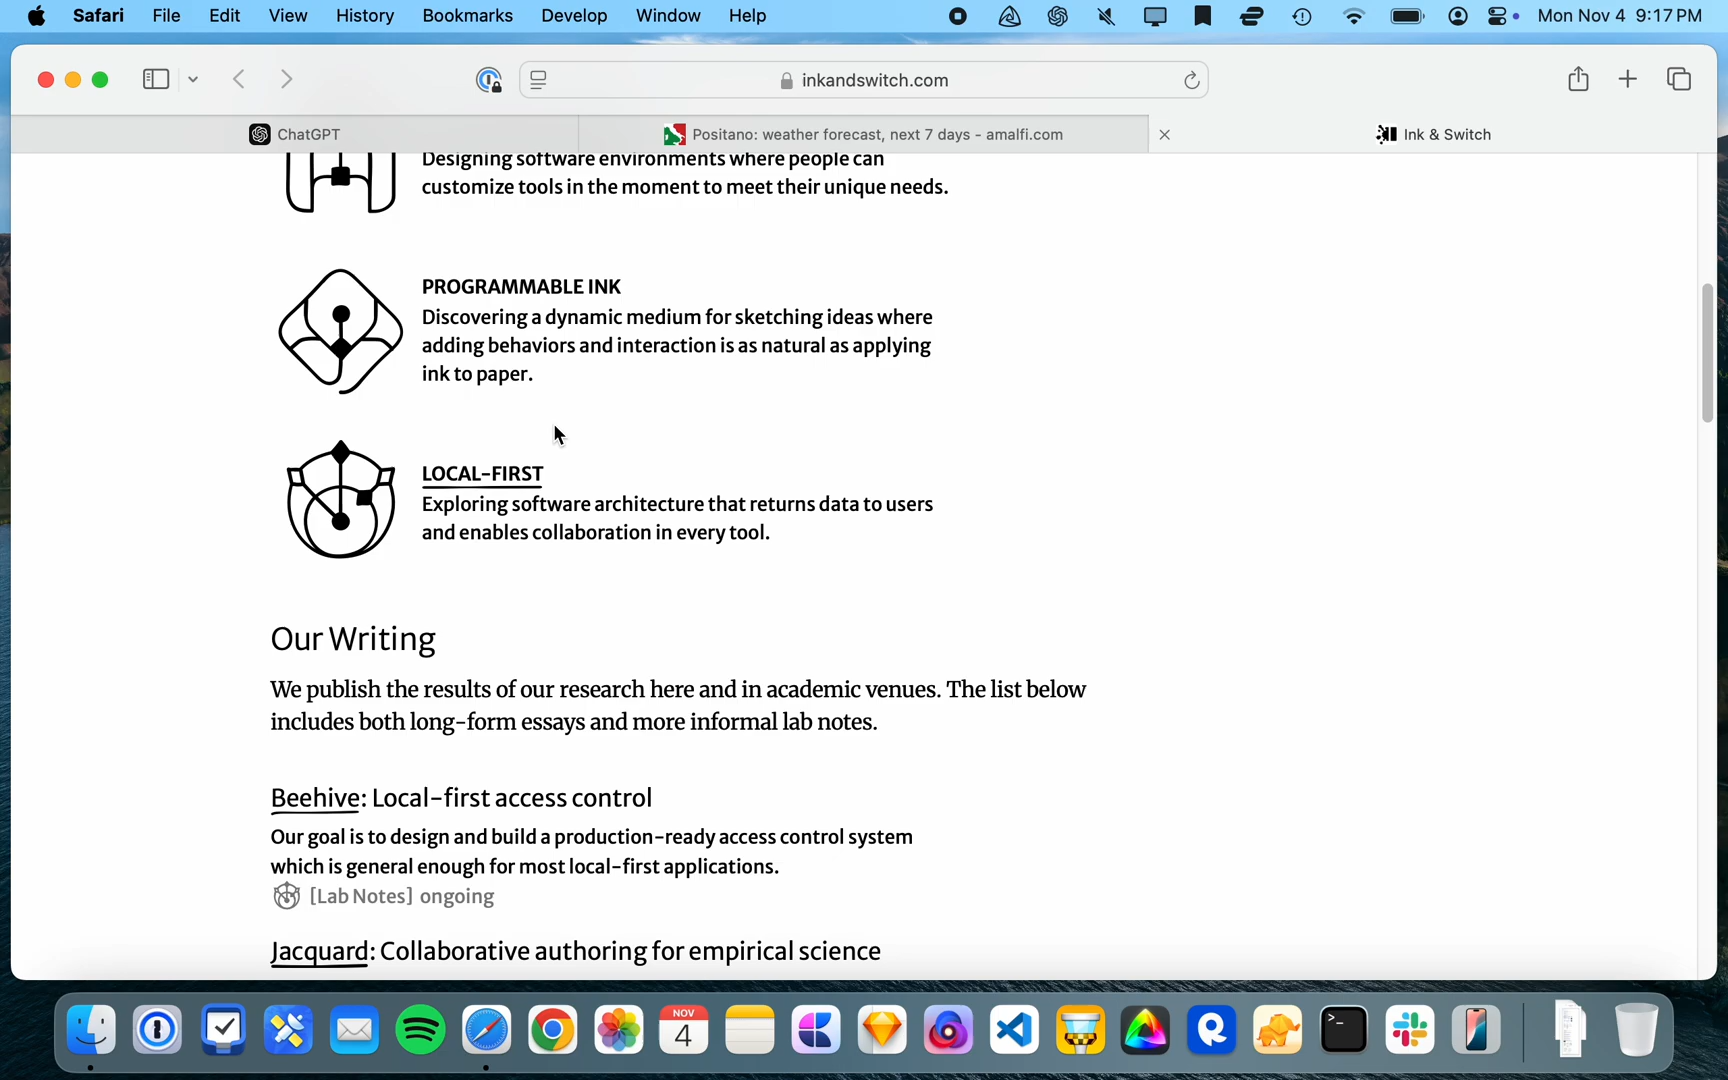 Safari File Edit View History Bookmarks Develop Window Help Mon Nov 4 9:17 PM
inkandswitch.com
ChatGPT
Positano: weather forecast, next 7 days - amalfi.com
Ink & Switch
Designing software environments where people can
customize tools in the moment to meet their unique needs.
PROGRAMMABLE INK
Discovering a dynamic medium for sketching ideas where
adding behaviors and interaction is as natural as applying
ink to paper.
LOCAL-FIRST
Exploring software architecture that returns data to users
and enables collaboration in every tool.
Our Writing
We publish the results of our research here and in academic venues. The list below
includes both long-form essays and more informal lab notes.
Beehive: Local-first access control
Our goal is to design and build a production-ready access control system
which is general enough for most local-first applications.
[Lab Notes] ongoing
Jacquard: Collaborative authoring for empirical science
NOV
4